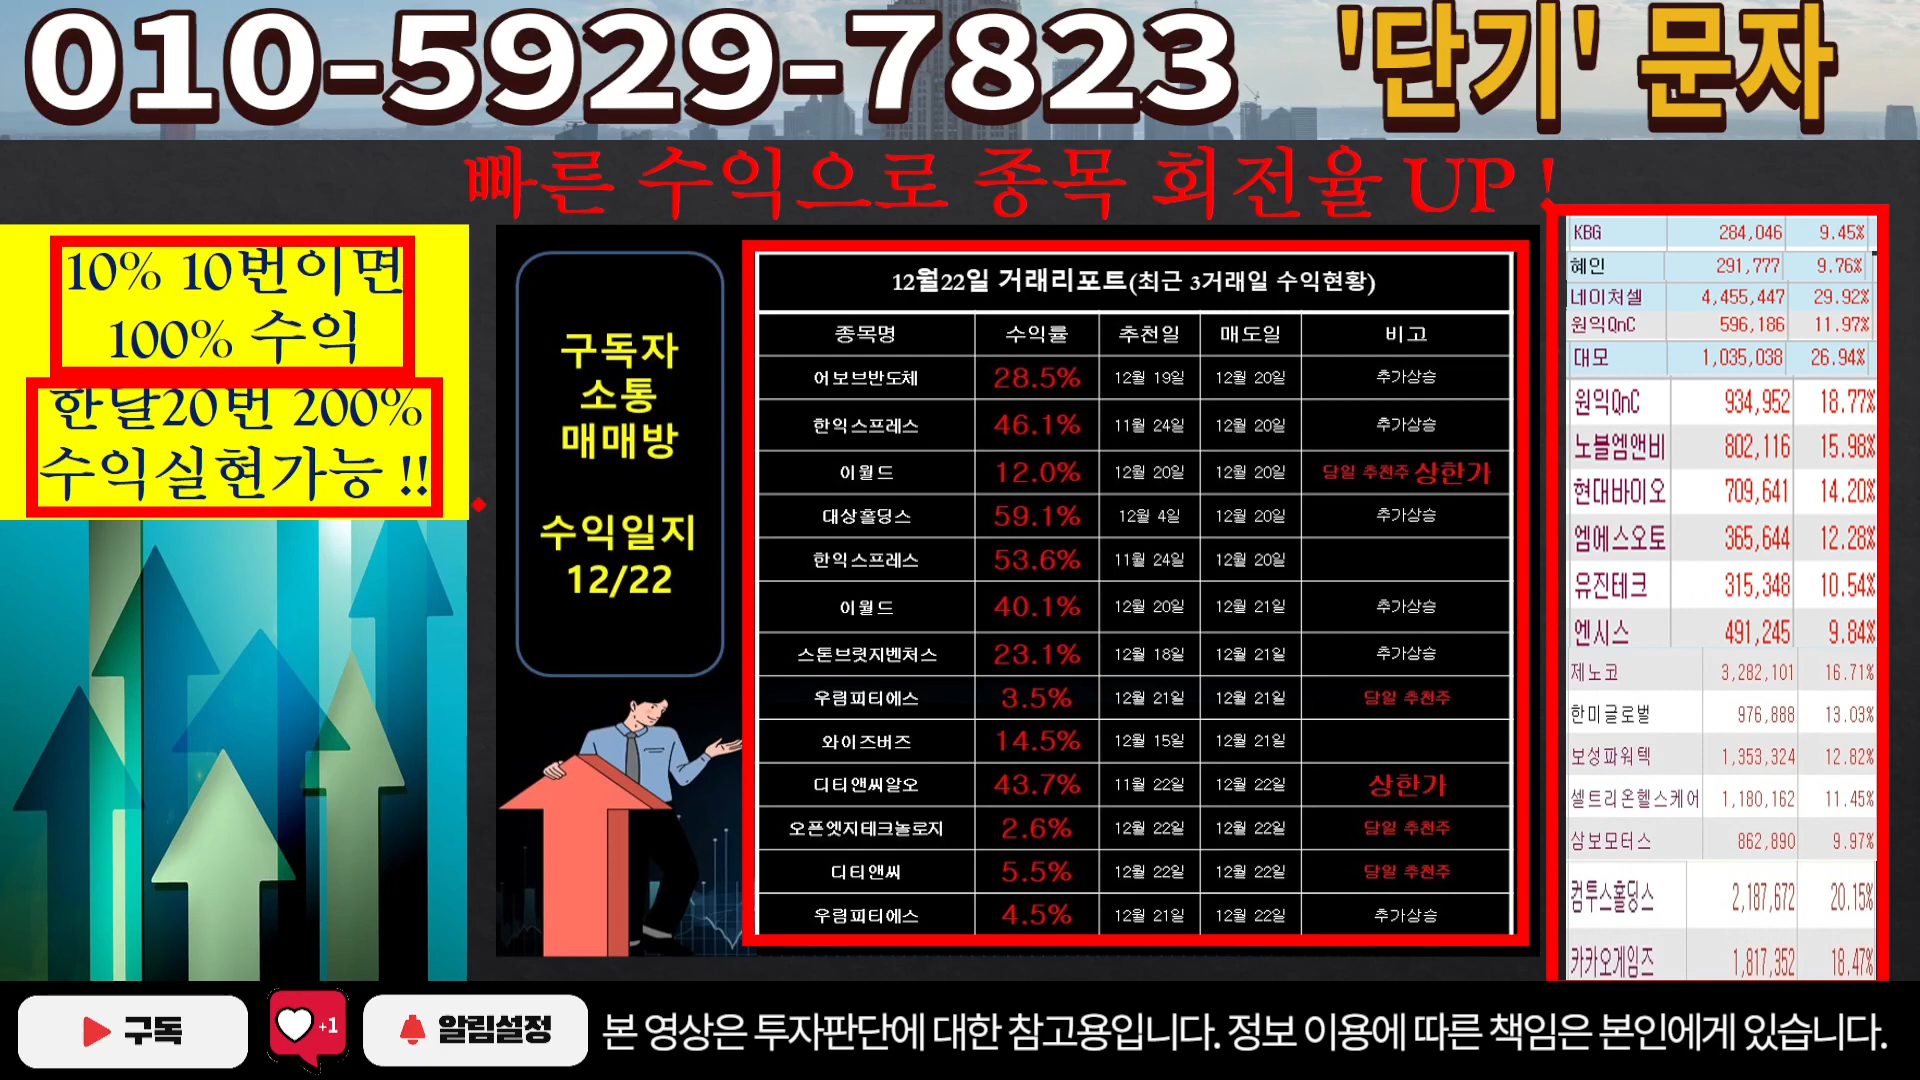 010-5929-7823 '단기' 문자
빠른 수익으로 종목 회전율 UP !
10% 10번이면
100% 수익
한달20번 200%
수익실현가능 !!
구독자
소통
매매방
수익일지
12/22
12월22일 거래리포트(최근 3거래일 수익현황)
종목명 수익률 추천일 매도일 비고
어보브반도체 28.5% 12월 19일 12월 20일 추가상승
한익스프레스 46.1% 11월 24일 12월 20일 추가상승
이월드 12.0% 12월 20일 12월 20일 당일 추천주 상한가
대상홀딩스 59.1% 12월 4일 12월 20일 추가상승
한익스프레스 53.6% 11월 24일 12월 20일
이월드 40.1% 12월 20일 12월 21일 추가상승
스톤브릿지벤처스 23.1% 12월 18일 12월 21일 추가상승
우림피티에스 3.5% 12월 21일 12월 21일 당일 추천주
와이즈버즈 14.5% 12월 15일 12월 21일
디티앤씨알오 43.7% 11월 22일 12월 22일 상한가
오픈엣지테크놀로지 2.6% 12월 22일 12월 22일 당일 추천주
디티앤씨 5.5% 12월 22일 12월 22일 당일 추천주
우림피티에스 4.5% 12월 21일 12월 22일 추가상승
KBG 284,046 9.45%
혜인 291,777 9.76%
네이처셀 4,455,447 29.92%
원익QnC 596,186 11.97%
대모 1,035,038 26.94%
원익QnC 934,952 18.77%
노블엠앤비 802,116 15.98%
현대바이오 709,641 14.20%
엠에스오토 365,644 12.28%
유진테크 315,348 10.54%
엔시스 491,245 9.84%
제노코 3,282,101 16.71%
한미글로벌 976,888 13.03%
보성파워텍 1,353,324 12.82%
셀트리온헬스케어 1,180,162 11.45%
삼보모터스 862,890 9.97%
컴투스홀딩스 2,187,672 20.15%
카카오게임즈 1,817,352 18.47%
구독 +1 알림설정 본 영상은 투자판단에 대한 참고용입니다. 정보 이용에 따른 책임은 본인에게 있습니다.